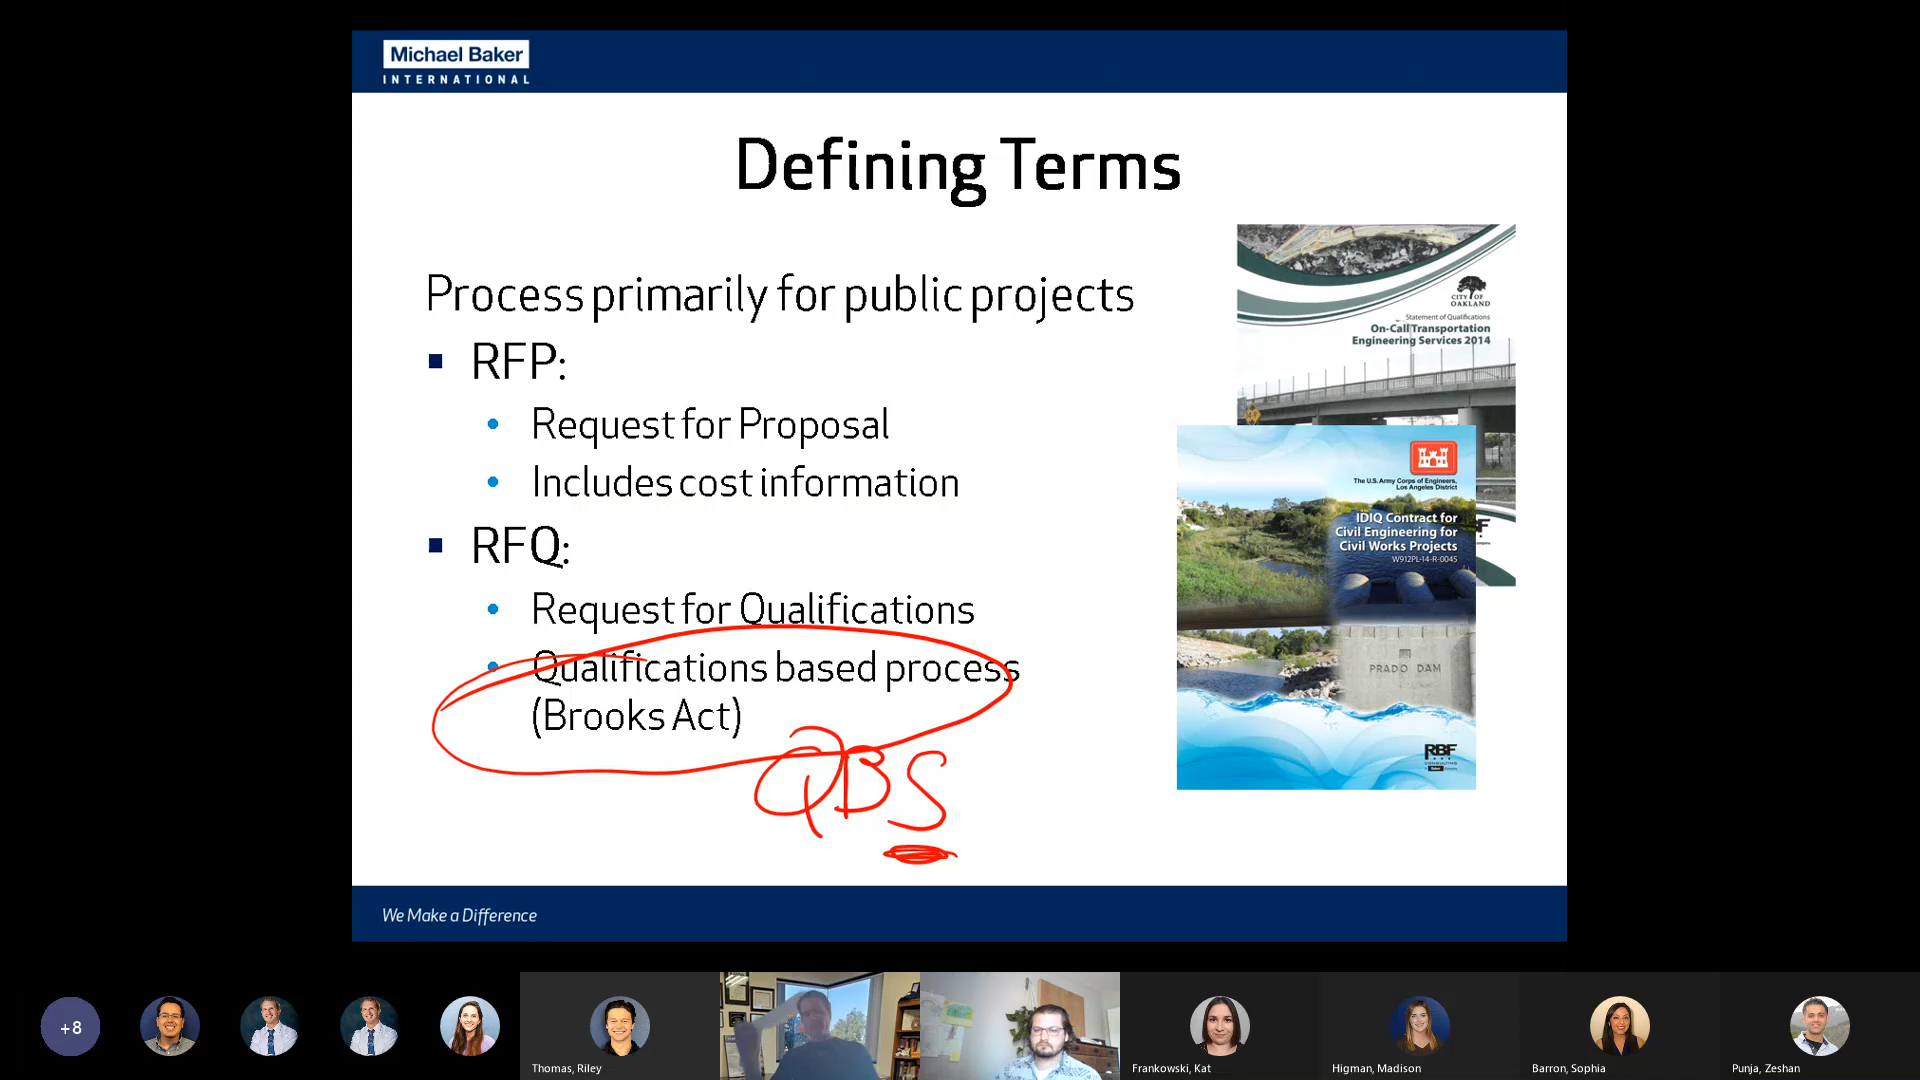 Michael Baker
INTERNATIONAL
Defining Terms
Process primarily for public projects
RFP:
Request for Proposal
Includes cost information
RFQ:
Request for Qualifications
Qualifications based process
(Brooks Act)
QBS
CITY OF
OAKLAND
Statement of Qualifications
On-Call Transportation
Engineering Services 2014
The U.S. Army Corps of Engineers,
Los Angeles District
IDIQ Contract for
Civil Engineering for
Civil Works Projects
W912PL-14-R-0045
PRADO DAM
RBF
CONSULTING
We Make a Difference
+8
Thomas, Riley
Frankowski, Kat
Higman, Madison
Barron, Sophia
Punja, Zeshan